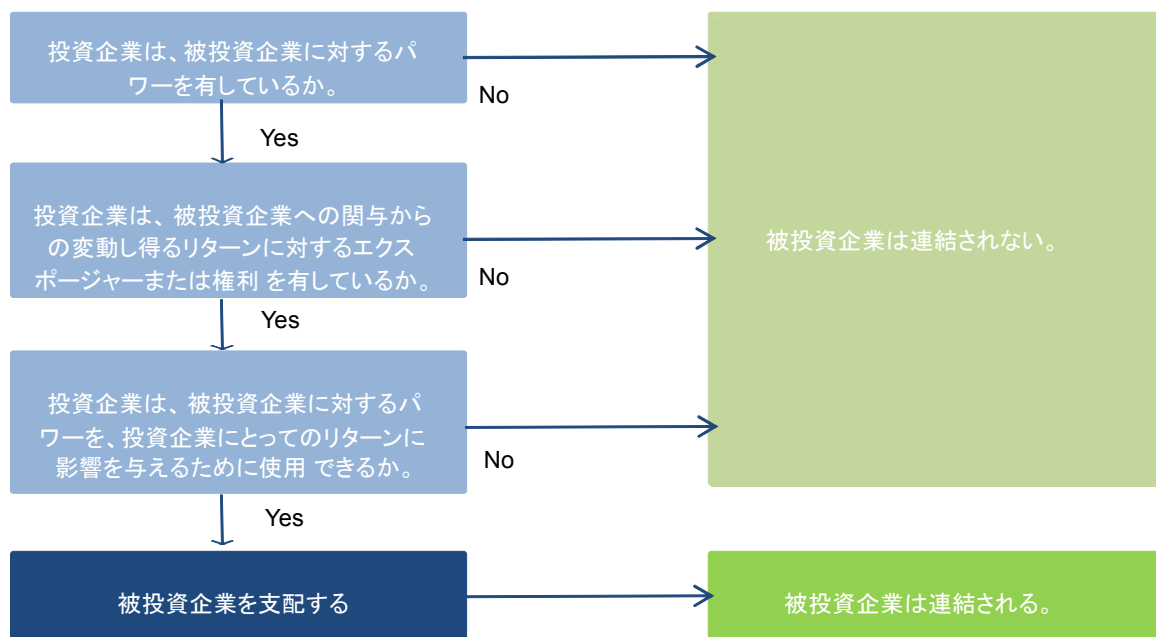 投資企業は、被投資企業に対するパ
ワーを有しているか。
No
Yes
投資企業は、被投資企業への関与から
の変動し得るリターンに対するエクス
ポージャーまたは権利 を有しているか。
No
被投資企業は連結されない。
Yes
投資企業は、被投資企業に対するパ
ワーを、投資企業にとってのリターンに
影響を与えるために使用 できるか。
No
Yes
被投資企業を支配する
被投資企業は連結される。